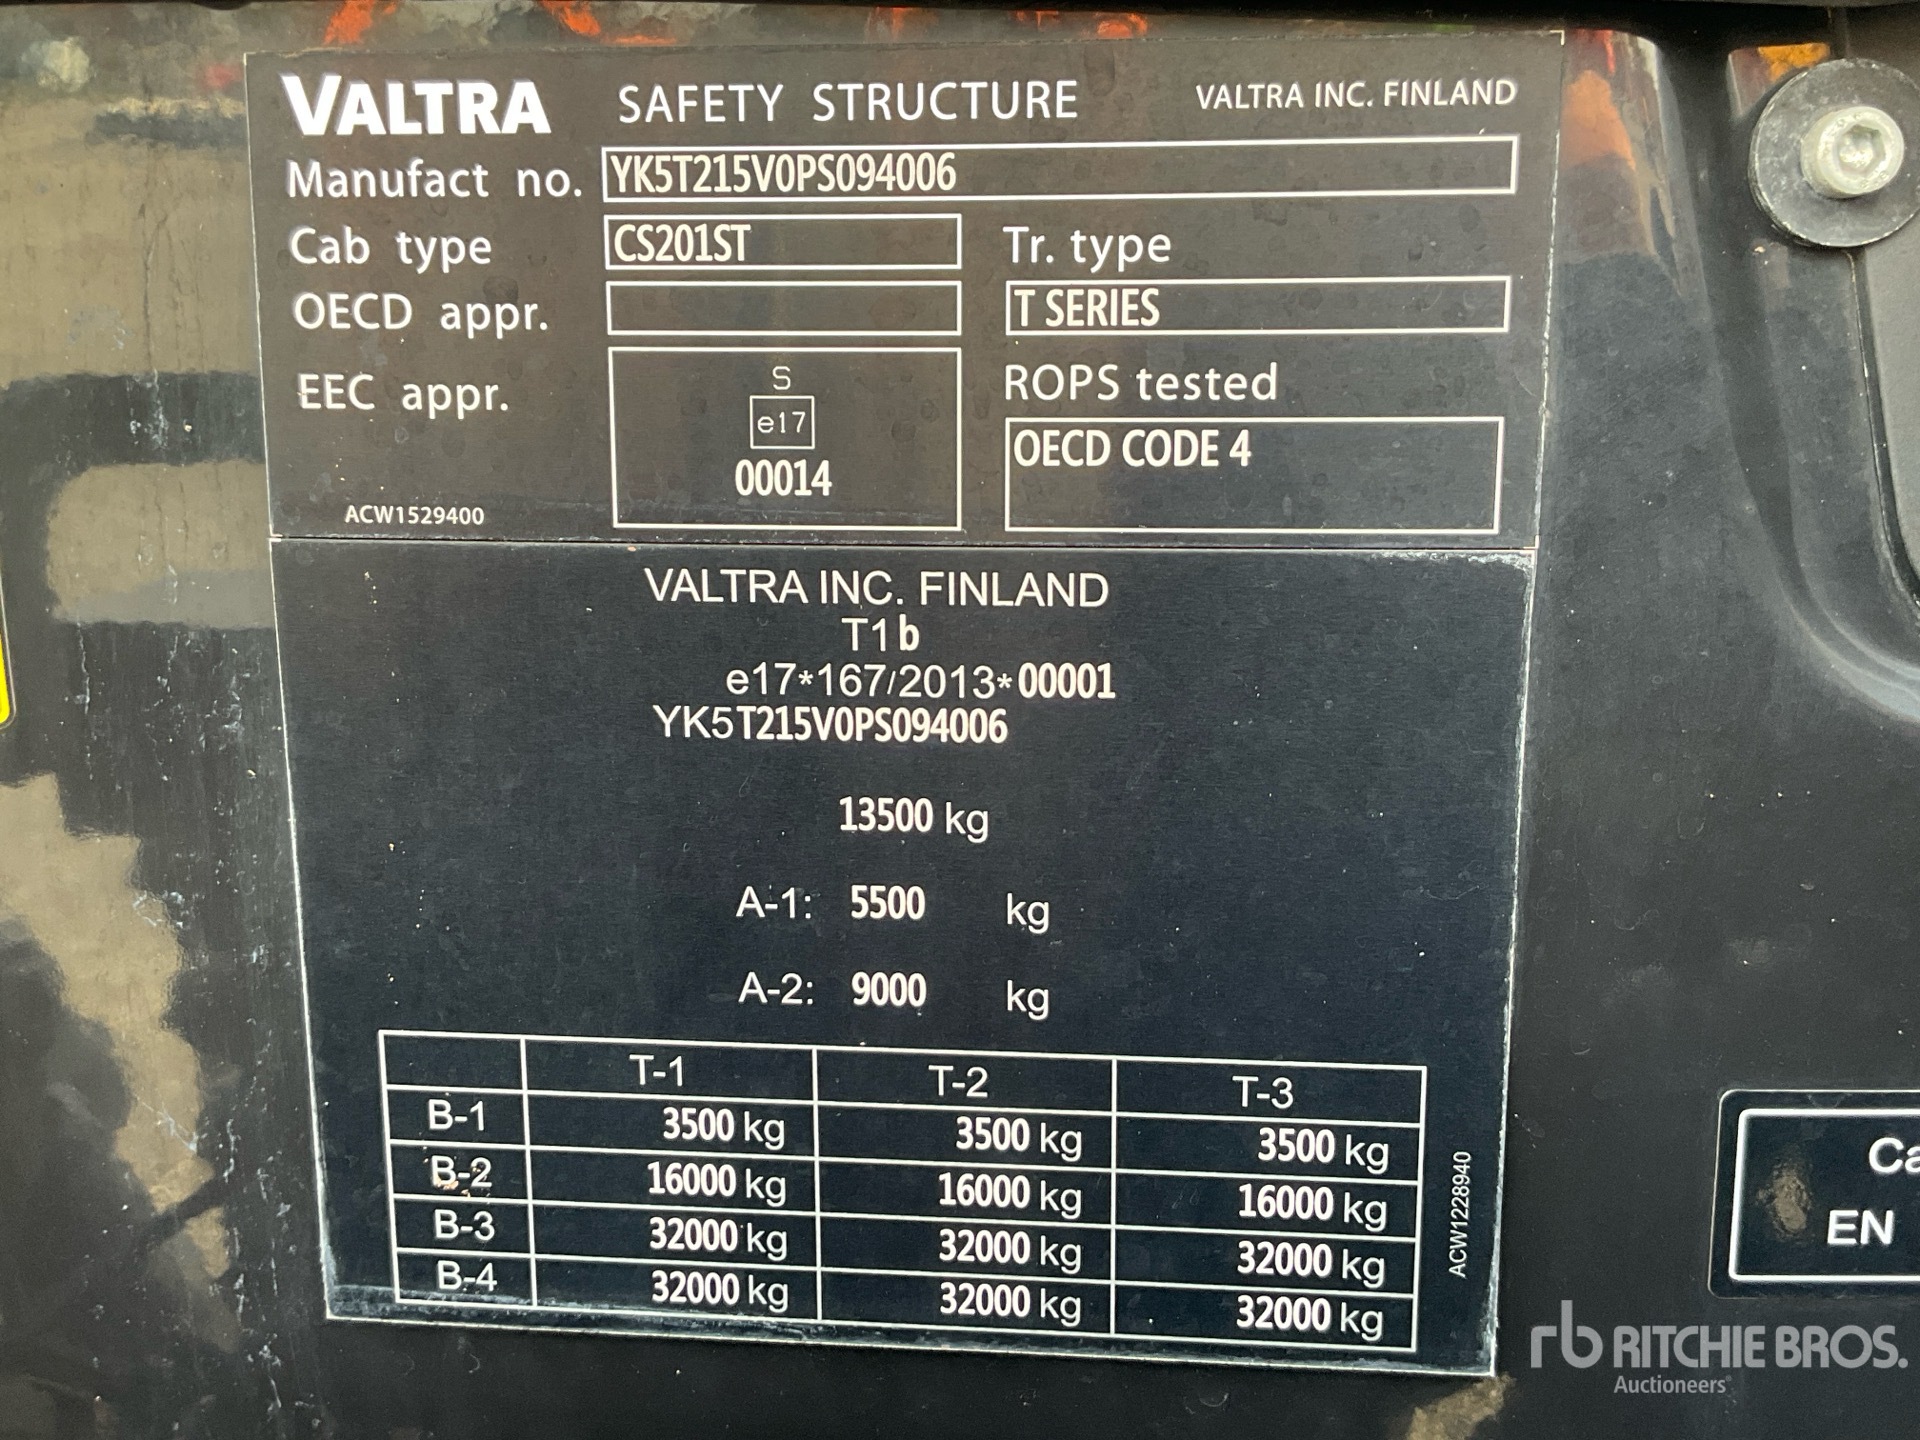 VALTRA SAFETY STRUCTURE VALTRA INC. FINLAND
Manufact no. YK5T215V0PS094006
Cab type CS201ST Tr. type
OECD appr. T SERIES
EEC appr. S ROPS tested
e17 OECD CODE 4
00014
ACW1529400
VALTRA INC. FINLAND
T1b
e17*167/2013*00001
YK5T215V0PS094006
13500 kg
A-1: 5500 kg
A-2: 9000 kg
T-1 T-2 T-3
B-1 3500 kg 3500 kg 3500 kg
B-2 16000 kg 16000 kg 16000 kg
B-3 32000 kg 32000 kg 32000 kg
B-4 32000 kg 32000 kg 32000 kg
ACW1228940
EN
rb RITCHIE BROS.
Auctioneers